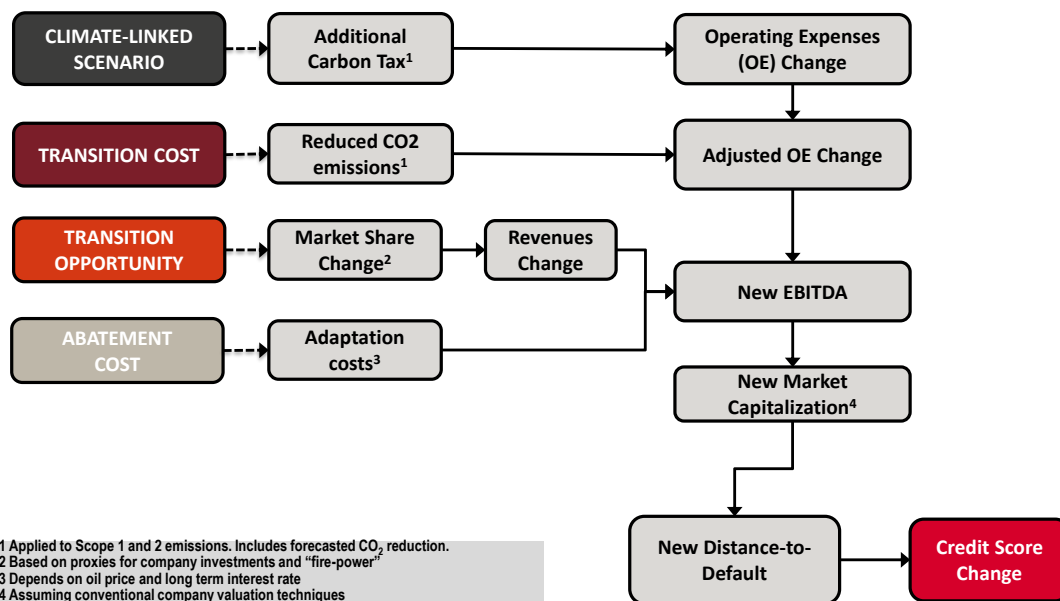 CLIMATE-LINKED
SCENARIO
Additional
Carbon Tax¹
Operating Expenses
(OE) Change
TRANSITION COST
Reduced CO2
emissions¹
Adjusted OE Change
TRANSITION
OPPORTUNITY
Market Share
Change²
Revenues
Change
New EBITDA
ABATEMENT
COST
Adaptation
costs³
New Market
Capitalization⁴
New Distance-to-
Default
Credit Score
Change
1 Applied to Scope 1 and 2 emissions. Includes forecasted CO₂ reduction.
2 Based on proxies for company investments and “fire-power”
3 Depends on oil price and long term interest rate
4 Assuming conventional company valuation techniques